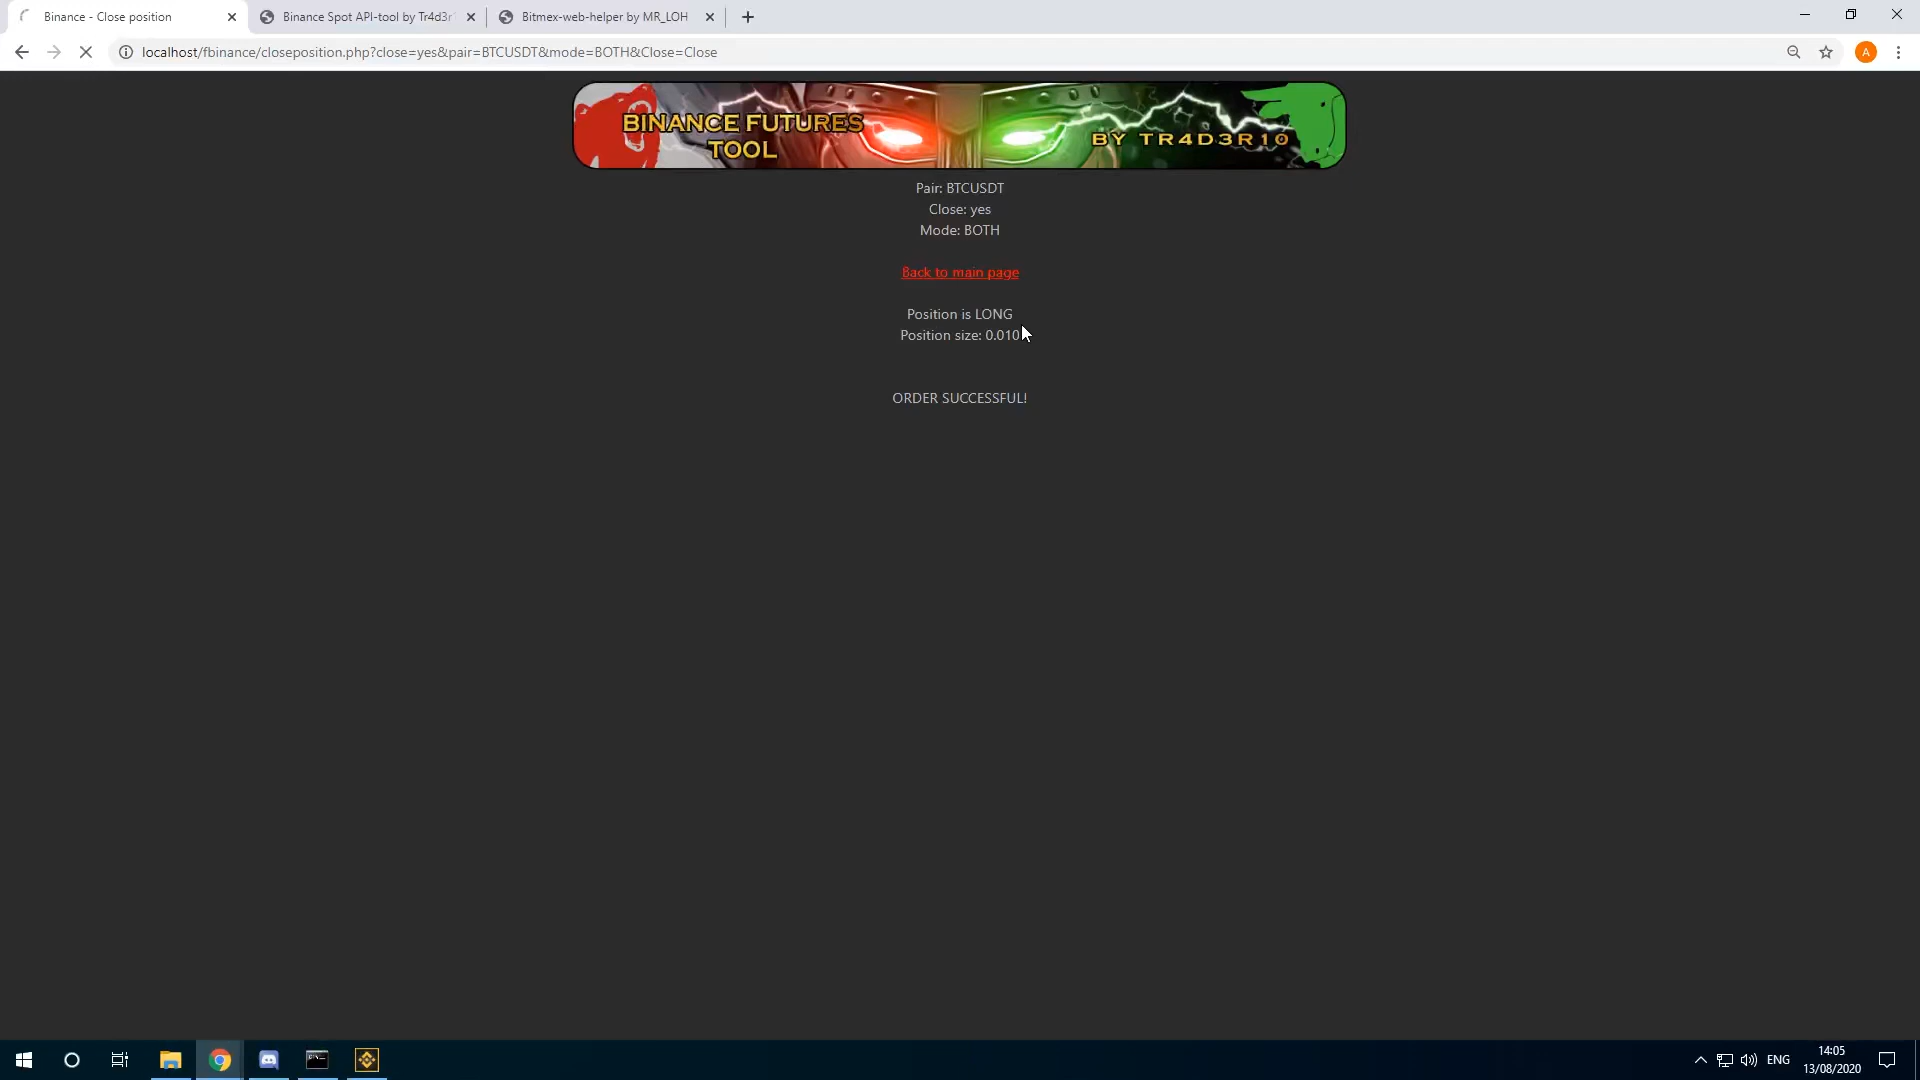 Binance - Close position
Binance Spot API-tool by Tr4d3r
Bitmex-web-helper by MR_LOH
localhost/fbinance/closeposition.php?close=yes&pair=BTCUSDT&mode=BOTH&Close=Close
A
BINANCE FUTURES
TOOL
BY TR4D3R10
Pair: BTCUSDT
Close: yes
Mode: BOTH
Back to main page
Position is LONG
Position size: 0.010
ORDER SUCCESSFUL!
ENG
14:05
13/08/2020